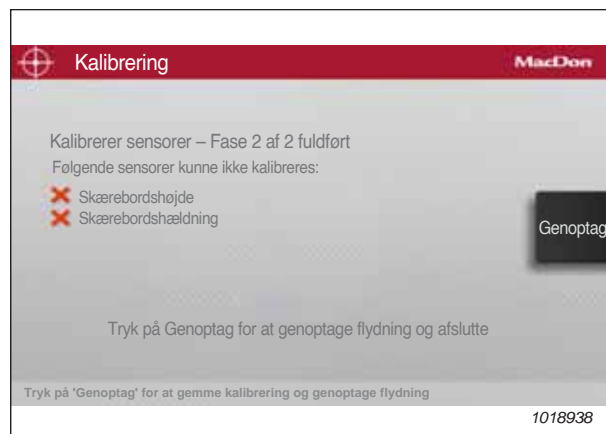 Kalibrering
MacDon
Kalibrerer sensorer – Fase 2 af 2 fuldført
Følgende sensorer kunne ikke kalibreres:
Skærebordshøjde
Skærebordshældning
Genoptag
Tryk på Genoptag for at genoptage flydning og afslutte
Tryk på 'Genoptag' for at gemme kalibrering og genoptage flydning
1018938